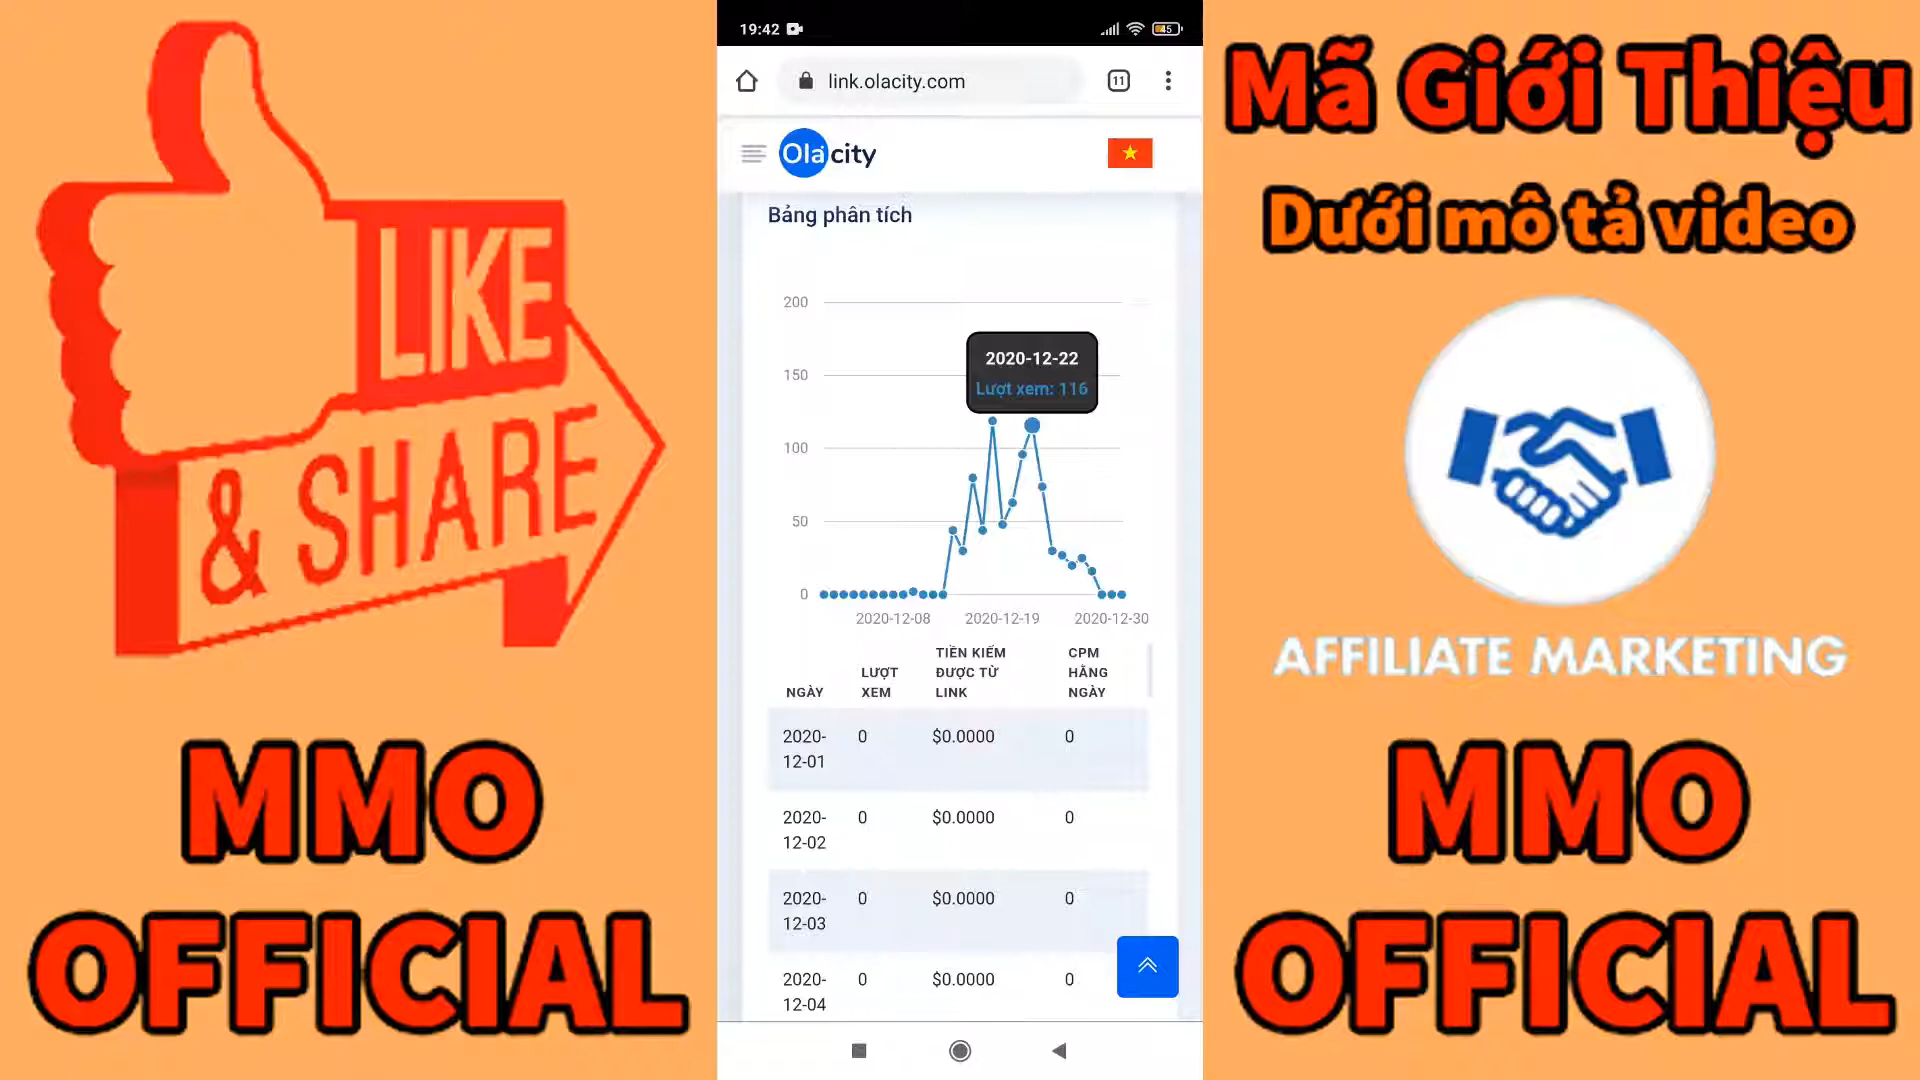 LIKE
& SHARE
MMO
OFFICIAL
19:42
45
link.olacity.com
11
Ola city
Bảng phân tích
200
150
100
50
0
2020-12-22
Lượt xem: 116
2020-12-08
2020-12-19
2020-12-30
NGÀY
LƯỢT XEM
TIỀN KIẾM ĐƯỢC TỪ LINK
CPM HẰNG NGÀY
2020-12-01 0 $0.0000 0
2020-12-02 0 $0.0000 0
2020-12-03 0 $0.0000 0
2020-12-04 0 $0.0000 0
Mã Giới Thiệu
Dưới mô tả video
AFFILIATE MARKETING
MMO
OFFICIAL